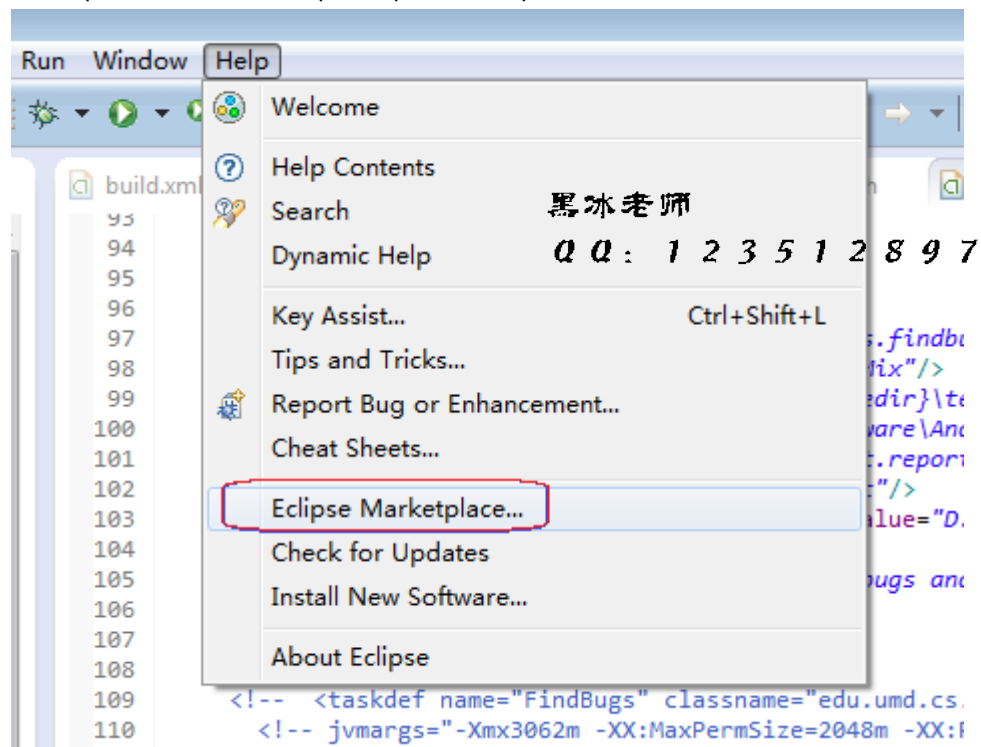 Run Window Help
Welcome
build.xml
Help Contents
Search
Dynamic Help
黑冰老师
QQ: 123512897
Key Assist... Ctrl+Shift+L
Tips and Tricks...
Report Bug or Enhancement...
Cheat Sheets...
Eclipse Marketplace...
Check for Updates
Install New Software...
About Eclipse
93
94
95
96
97
98
99
100
101
102
103
104
105
106
107
108
109 <!-- <taskdef name="FindBugs" classname="edu.umd.cs.
110 <!-- jvmargs="-Xmx3062m -XX:MaxPermSize=2048m -XX: